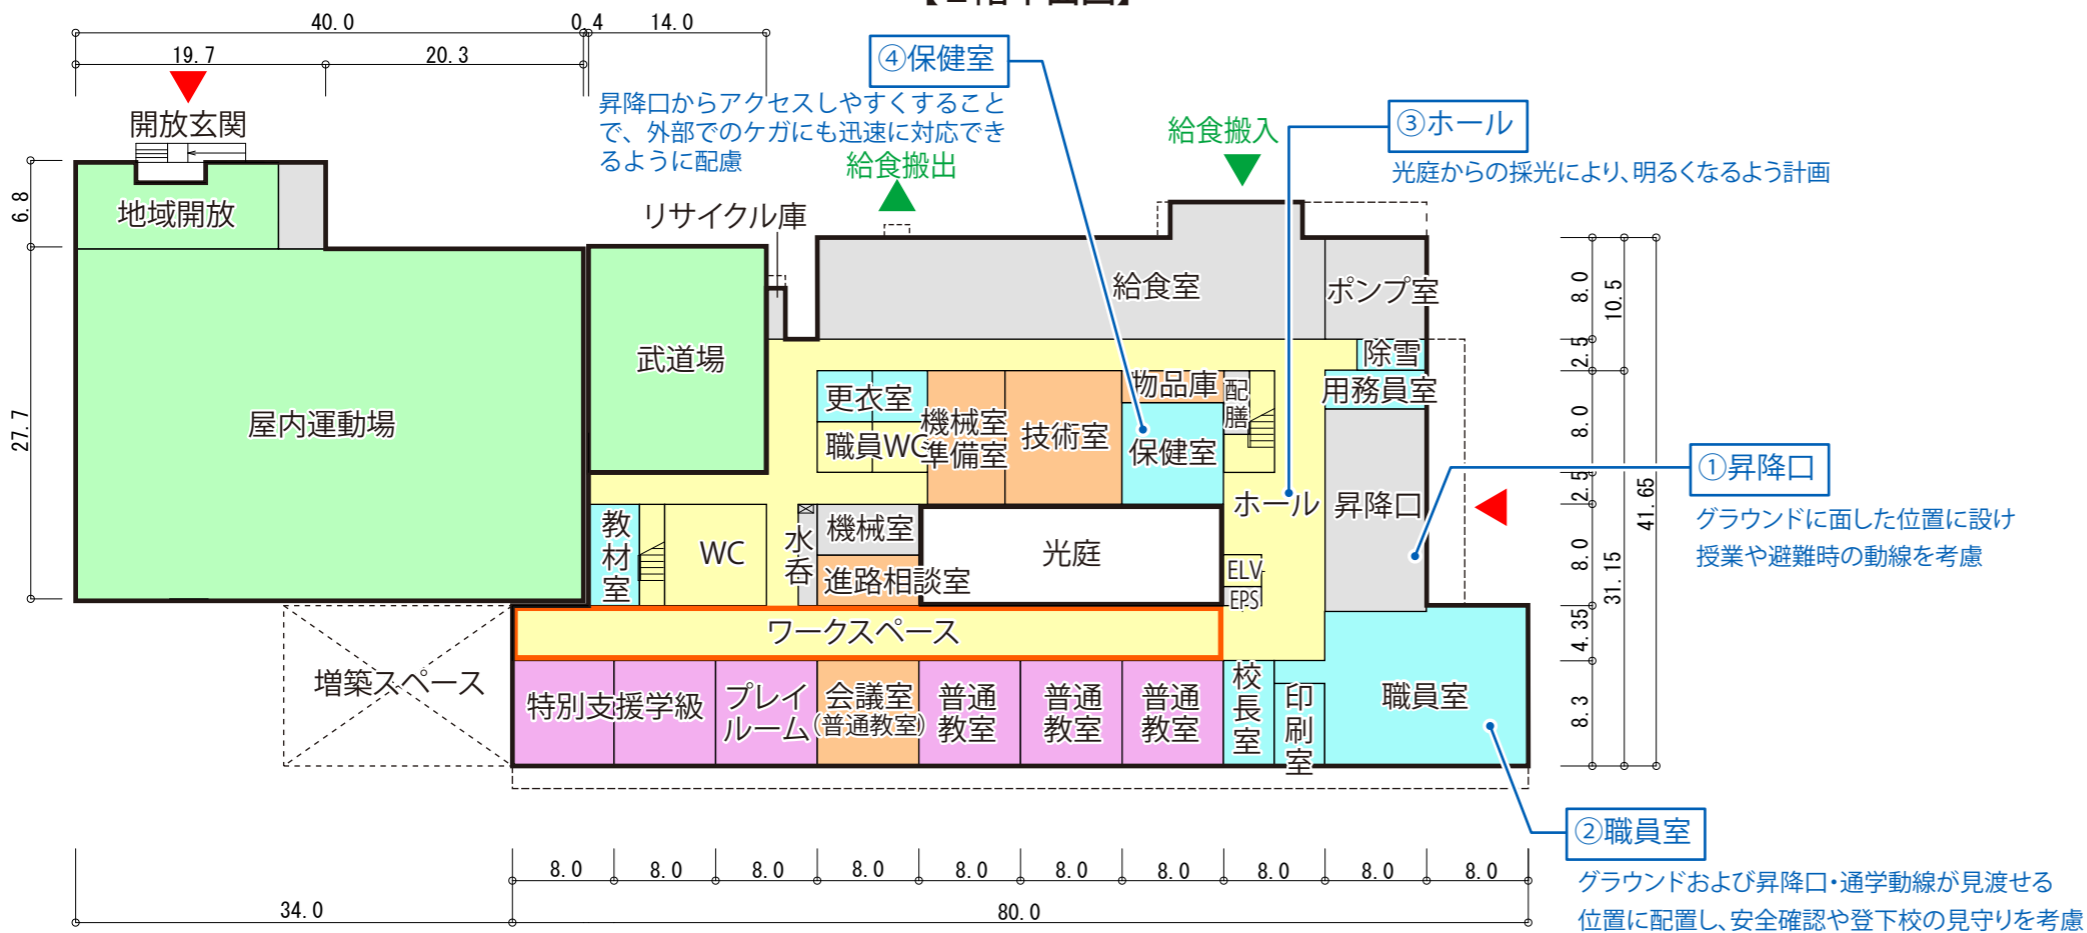 40.0
0.4
14.0
19.7
20.3
④保健室
昇降口からアクセスしやすくすること
で、外部でのケガにも迅速に対応でき
るように配慮
開放玄関
給食搬出
給食搬入
③ホール
光庭からの採光により、明るくなるよう計画
リサイクル庫
地域開放
6.8
27.7
屋内運動場
武道場
給食室
ポンプ室
除雪
用務員室
更衣室
職員WC
機械室
準備室
技術室
物品庫
保健室
配膳
ホール
昇降口
①昇降口
グラウンドに面した位置に設け
授業や避難時の動線を考慮
教材室
WC
水呑
機械室
進路相談室
光庭
ELV
EPS
ワークスペース
増築スペース
特別支援学級
プレイ
ルーム
会議室
(普通教室)
普通
教室
普通
教室
普通
教室
校長室
印刷室
職員室
8.0
2.5
8.0
2.5
8.0
4.35
8.3
10.5
31.15
41.65
②職員室
グラウンドおよび昇降口・通学動線が見渡せる
位置に配置し、安全確認や登下校の見守りを考慮
8.0
8.0
8.0
8.0
8.0
8.0
8.0
8.0
8.0
8.0
34.0
80.0